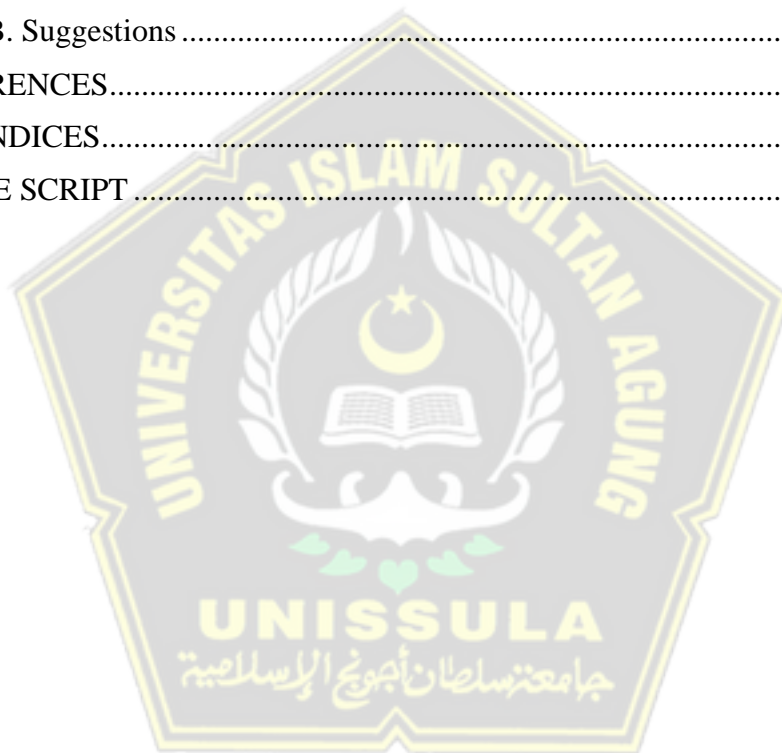 Suggestions ........................................................................
RENCES..................................................................................
NDICES...................................................................................
E SCRIPT ...............................................................................
UNIVERSITAS ISLAM SULTAN AGUNG
UNISSULA
جامعة سلطان أجونج الإسلامية